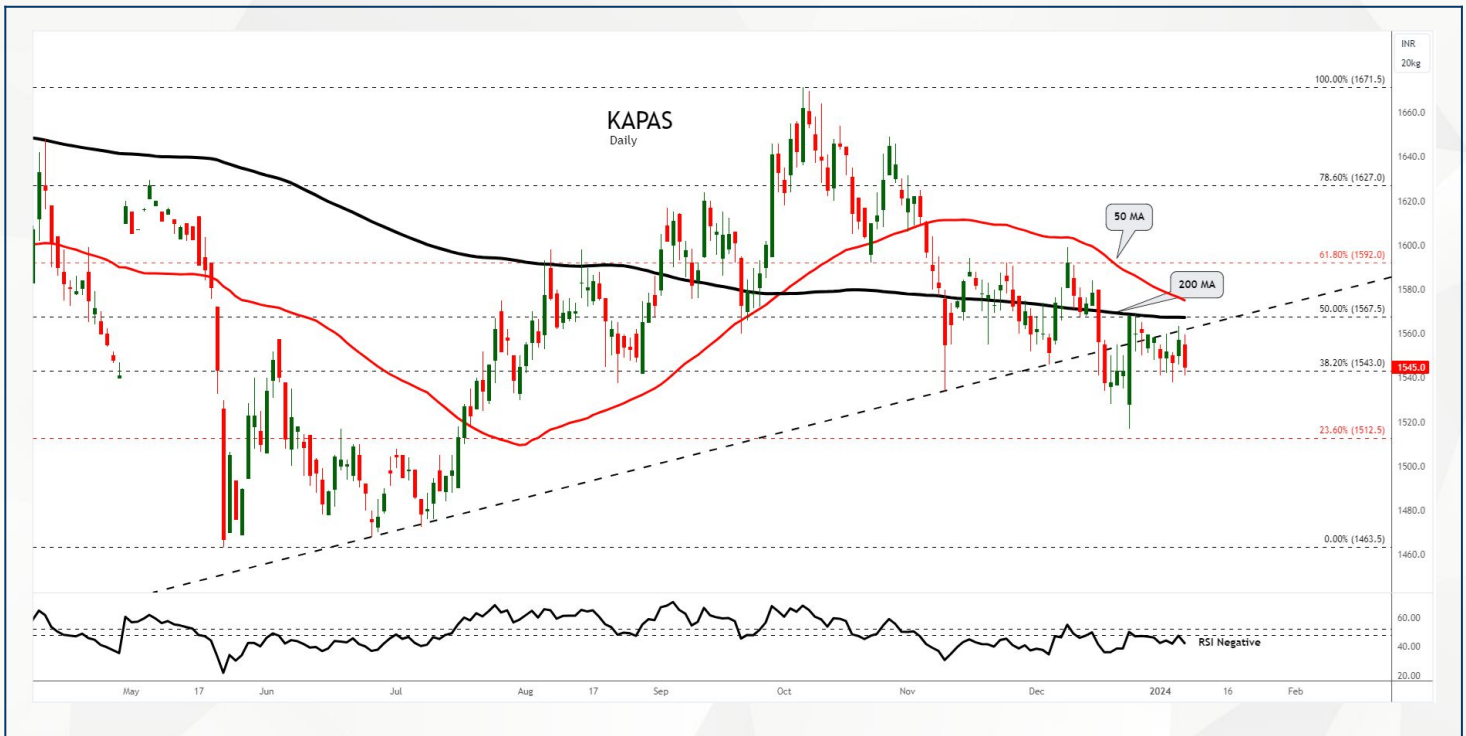 INR
20kg
100.00% (1671.5)
KAPAS
Daily
1660.0
1640.0
78.60% (1627.0)
1620.0
50 MA
1600.0
61.80% (1592.0)
200 MA
1580.0
50.00% (1567.5)
1560.0
38.20% (1543.0)
1545.0
1540.0
1520.0
23.60% (1512.5)
1500.0
1480.0
0.00% (1463.5)
1460.0
60.00
RSI Negative
40.00
20.00
May 17 Jun Jul Aug 17 Sep Oct Nov Dec 2024 16 Feb